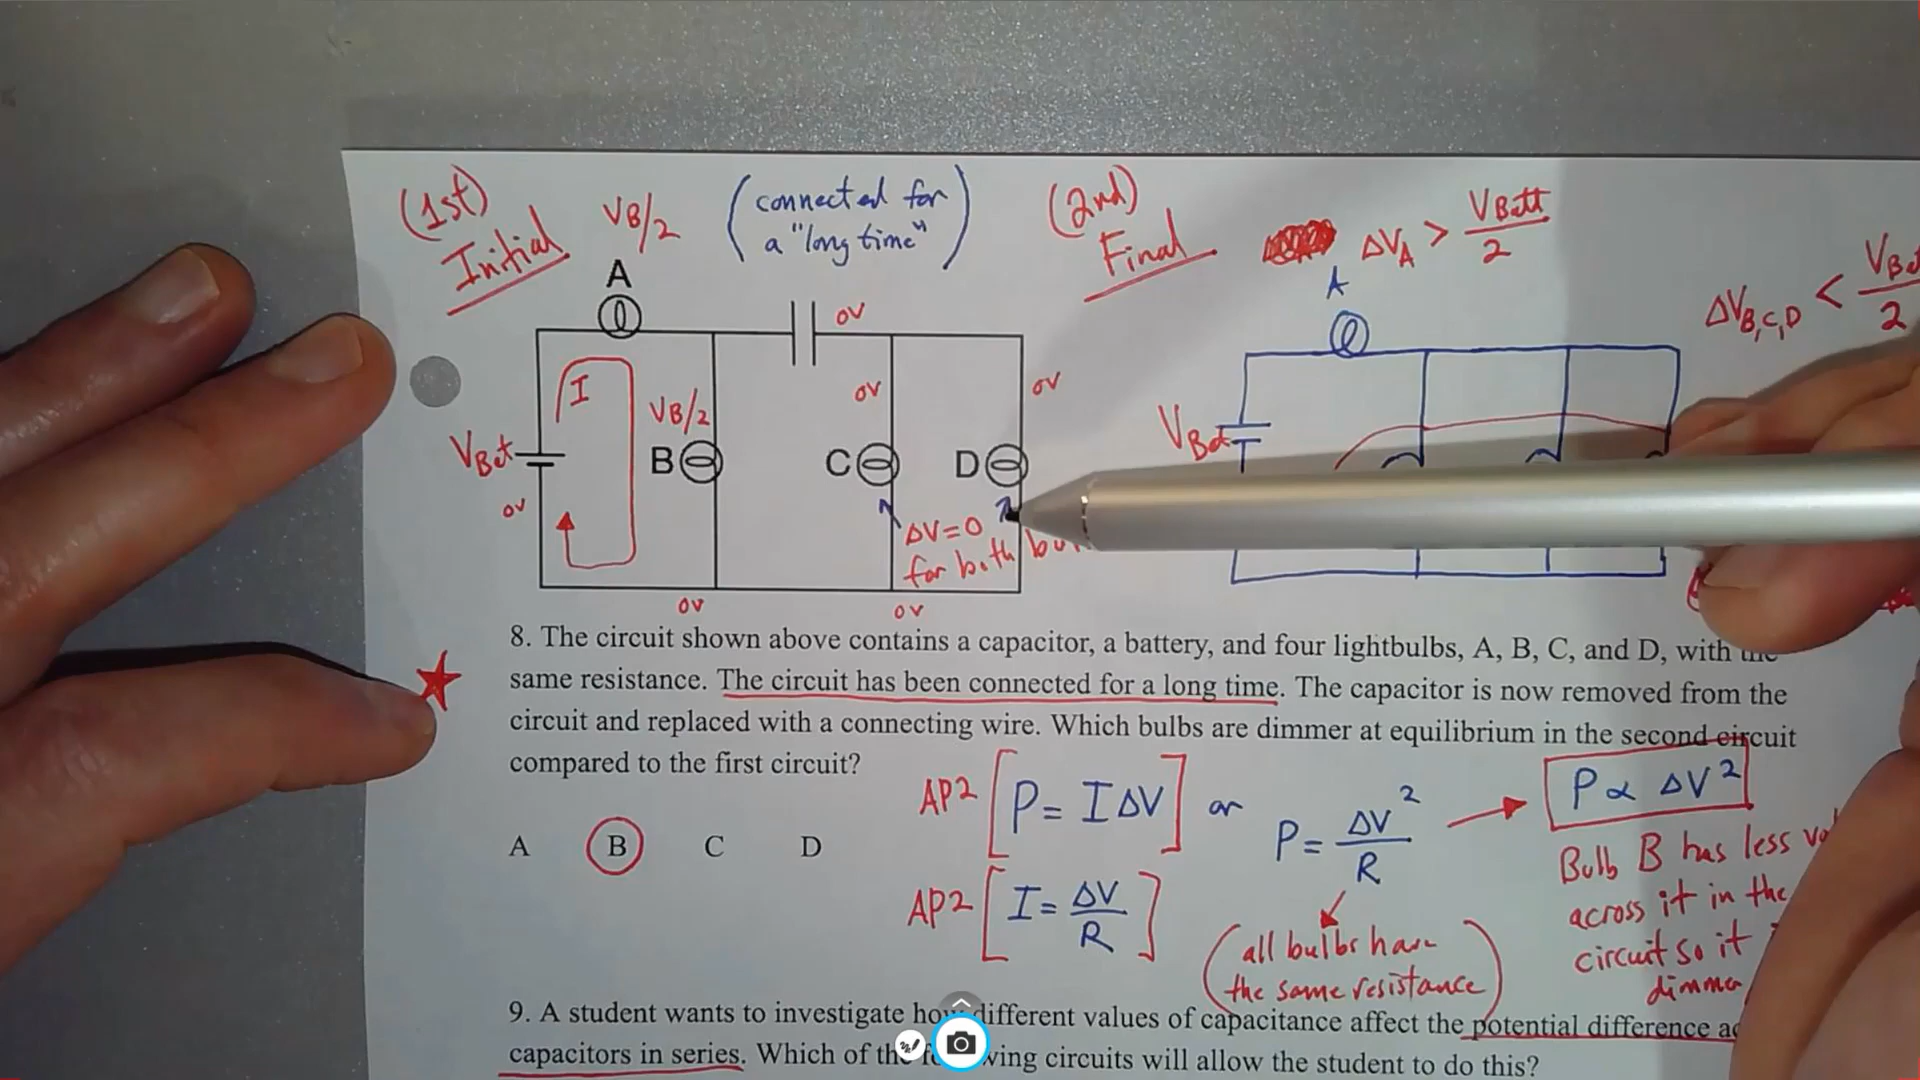 (1st)
Initial
VB/2
(connected for
a "long time")
(2nd)
Final
ΔVA > VBatt/2
ΔVB,C,D <
A
I
VBat
0V
VB/2
B
0V
0V
C
D
0V
ΔV=0
for both
0V
0V
A
VBat
8. The circuit shown above contains a capacitor, a battery, and four lightbulbs, A, B, C, and D, with
same resistance. The circuit has been connected for a long time. The capacitor is now removed from the
circuit and replaced with a connecting wire. Which bulbs are dimmer at equilibrium in the second circuit
compared to the first circuit?
A B C D
AP2 [P= IΔV] or P= ΔV²/R → P ∝ ΔV²
AP2 [I= ΔV/R]
(all bulbs have
the same resistance)
Bulb B has less
across it in the
circuit so it
dimmer
9. A student wants to investigate how different values of capacitance affect the potential difference
capacitors in series. Which of the wing circuits will allow the student to do this?